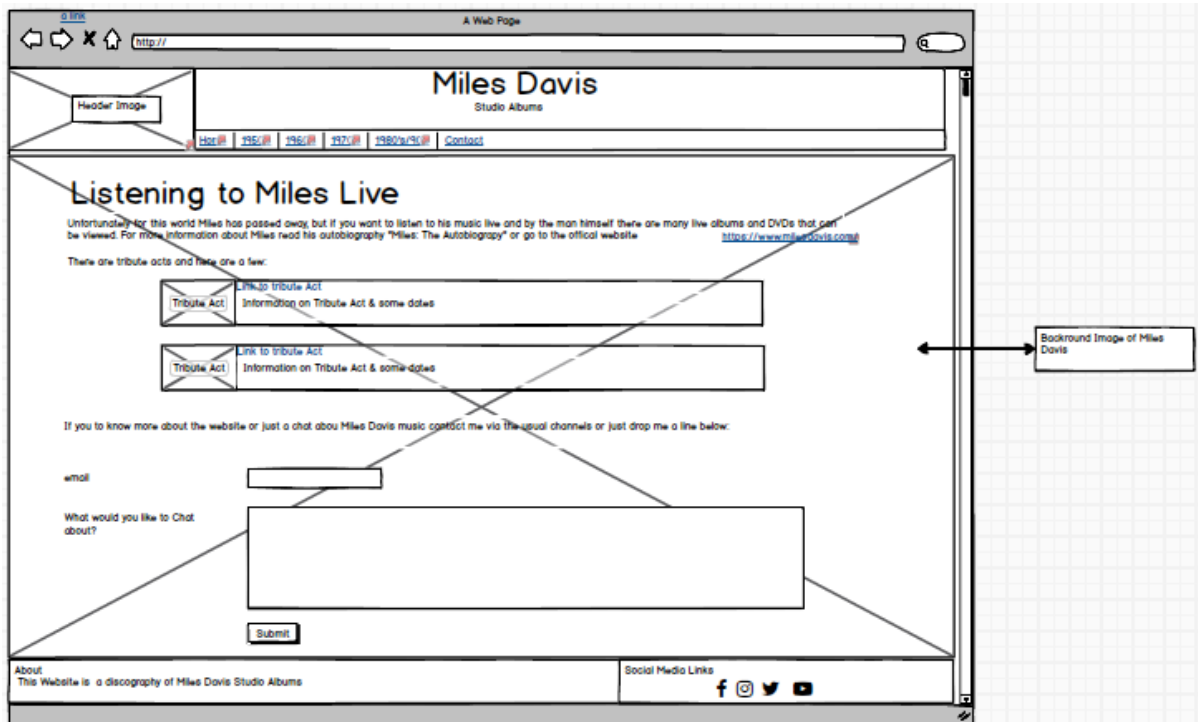 a link
A Web Page
http://
Header Image
Miles Davis
Studio Albums
1980's/90
Contact
Listening to Miles Live
Unfortunately for this world Miles has passed away, but if you want to listen to his music live and by the man himself there are many live albums and DVDs that can
be viewed. For more information about Miles read his autobiography "Miles: The Autobiograpy" or go to the offical website https://www.milesdavis.com/
There are tribute acts and here are a few:
Link to tribute Act
Tribute Act Information on Tribute Act & some dates
Link to tribute Act
Tribute Act Information on Tribute Act & some dates
Backround Image of Miles
Davis
If you to know more about the website or just a chat abou Miles Davis music contact me via the usual channels or just drop me a line below:
email
What would you like to Chat
about?
Submit
About
This Website is a discography of Miles Davis Studio Albums
Social Media Links